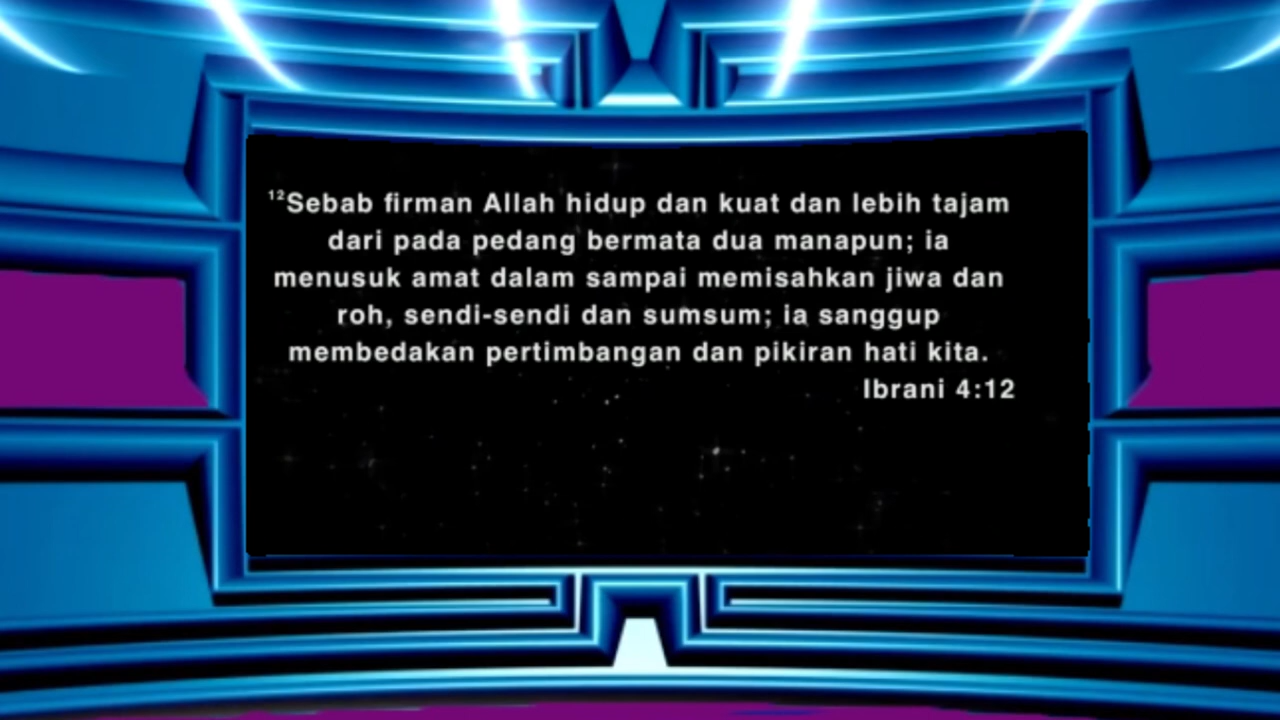 ¹²Sebab firman Allah hidup dan kuat dan lebih tajam
dari pada pedang bermata dua manapun; ia
menusuk amat dalam sampai memisahkan jiwa dan
roh, sendi-sendi dan sumsum; ia sanggup
membedakan pertimbangan dan pikiran hati kita.
Ibrani 4:12